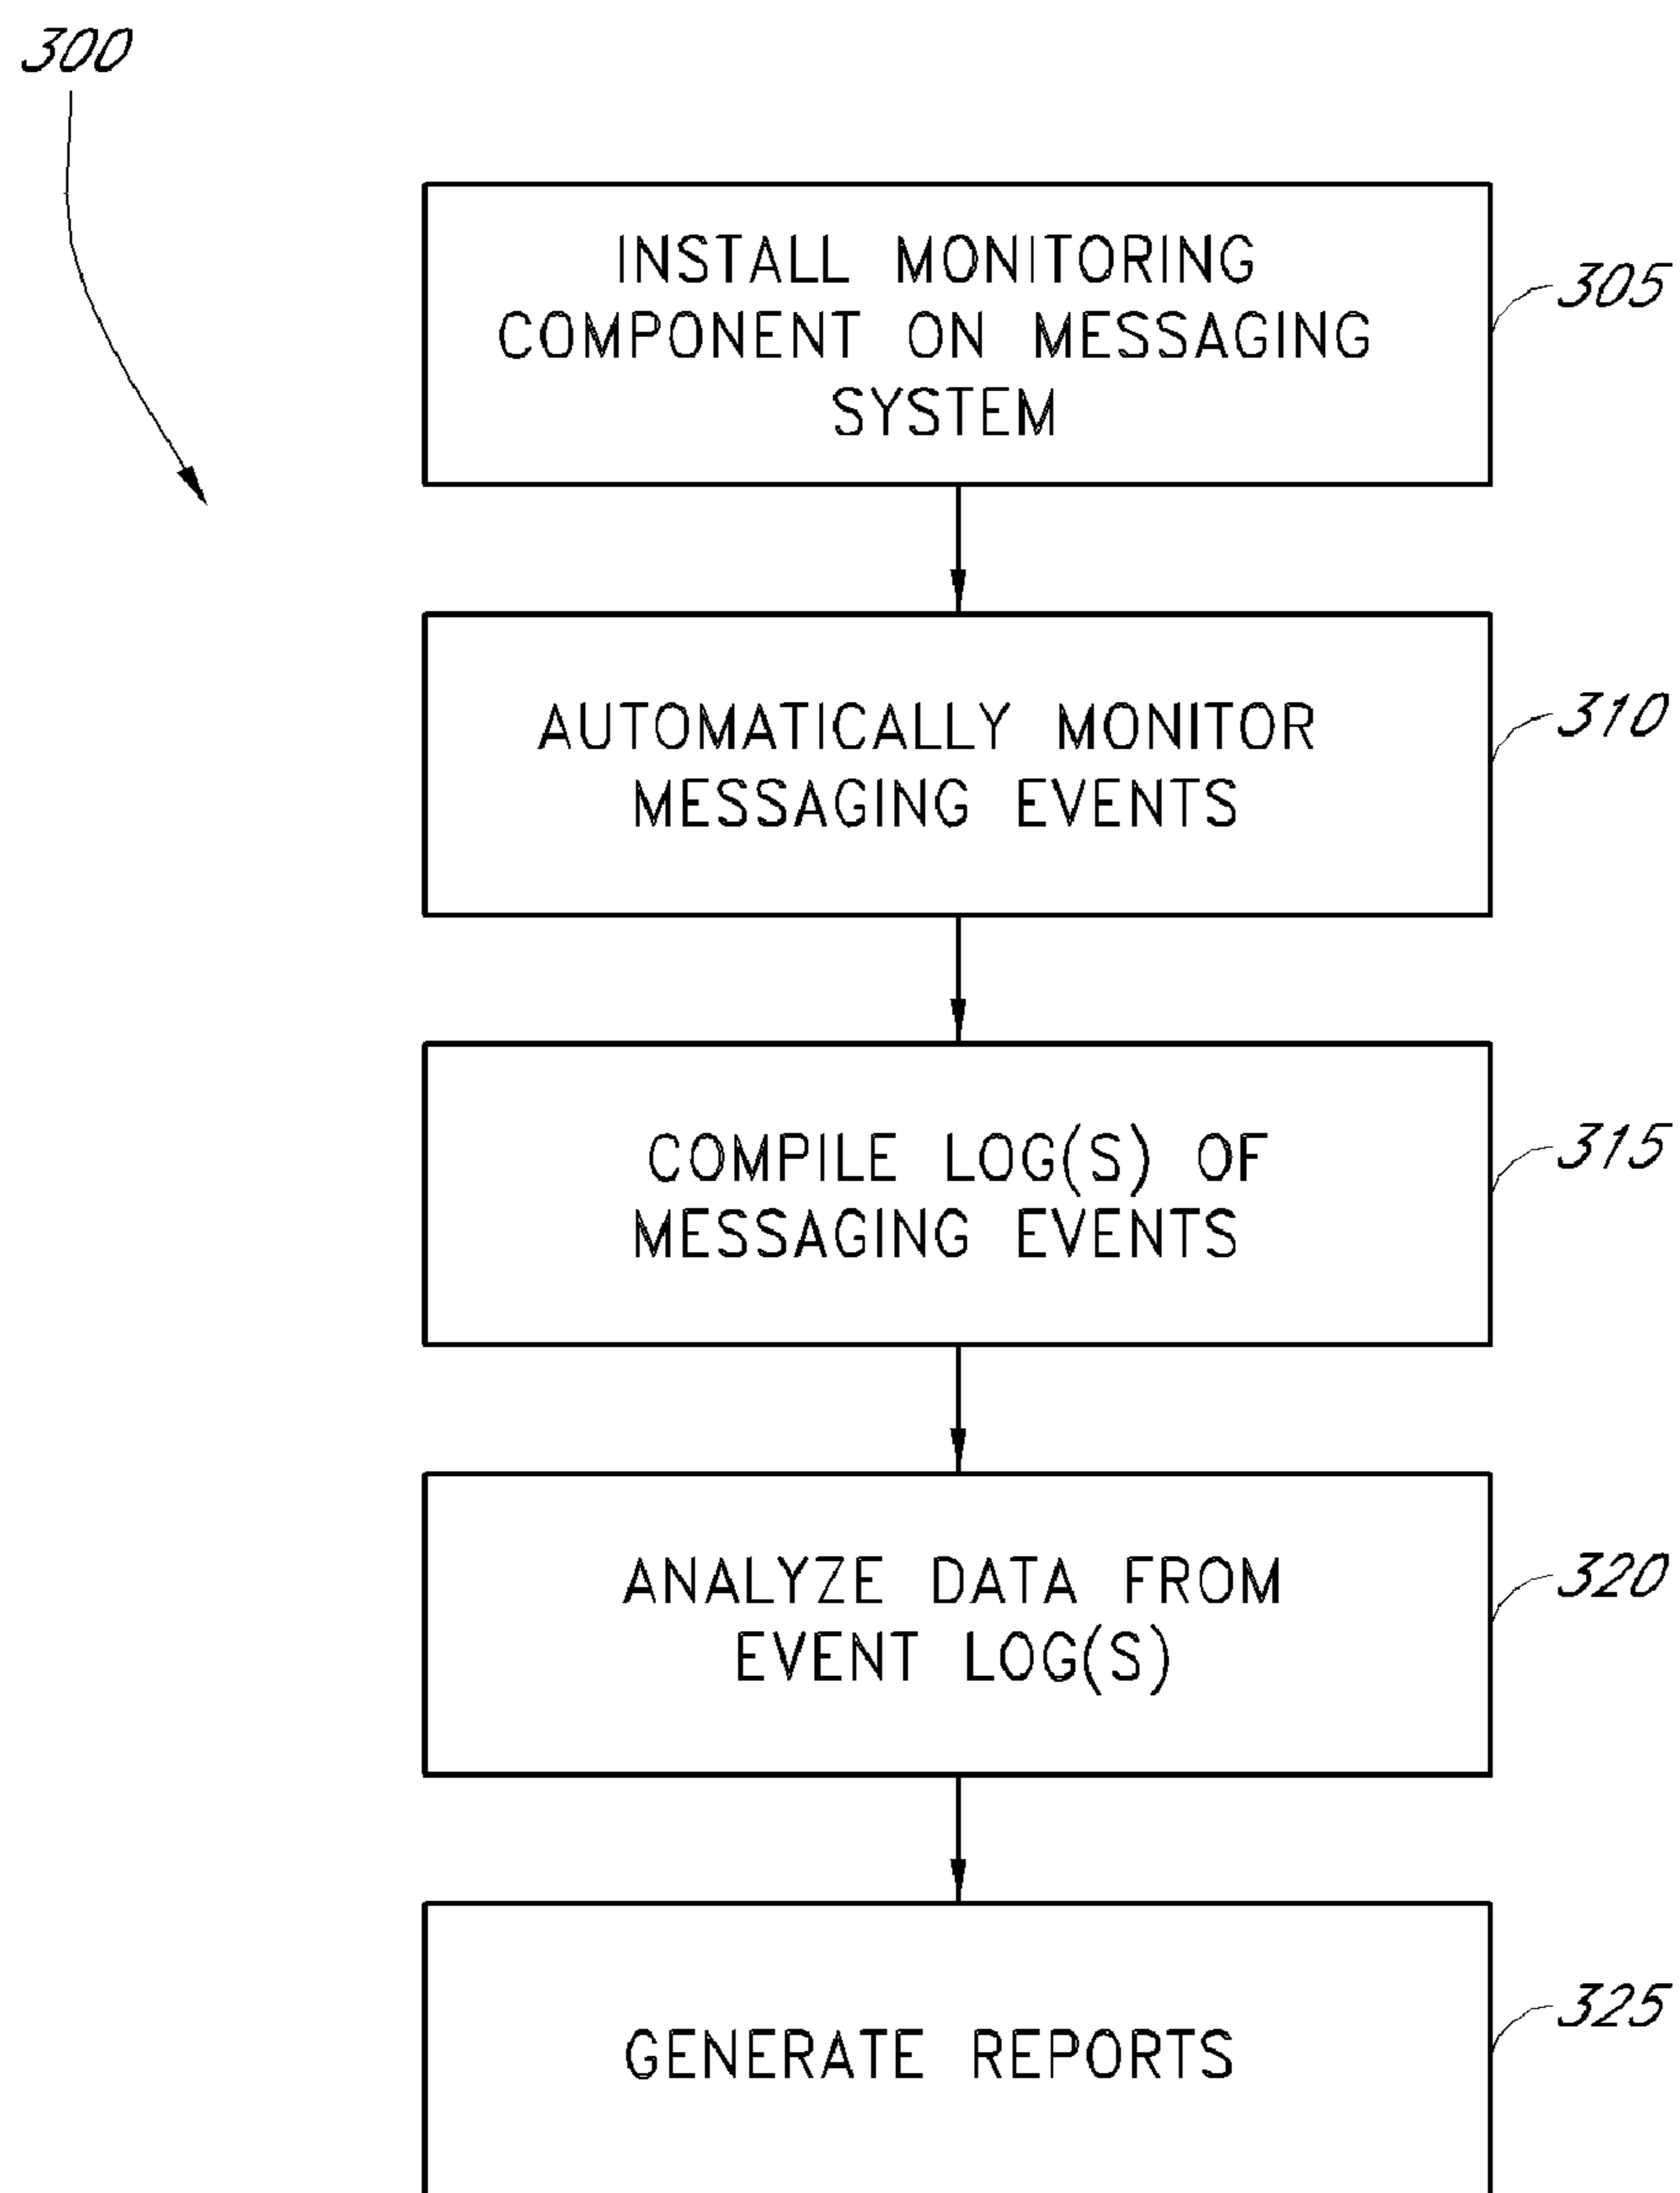 300
INSTALL MONITORING
COMPONENT ON MESSAGING
SYSTEM
305
AUTOMATICALLY MONITOR
MESSAGING EVENTS
310
COMPILE LOG(S) OF
MESSAGING EVENTS
315
ANALYZE DATA FROM
EVENT LOG(S)
320
GENERATE REPORTS
325